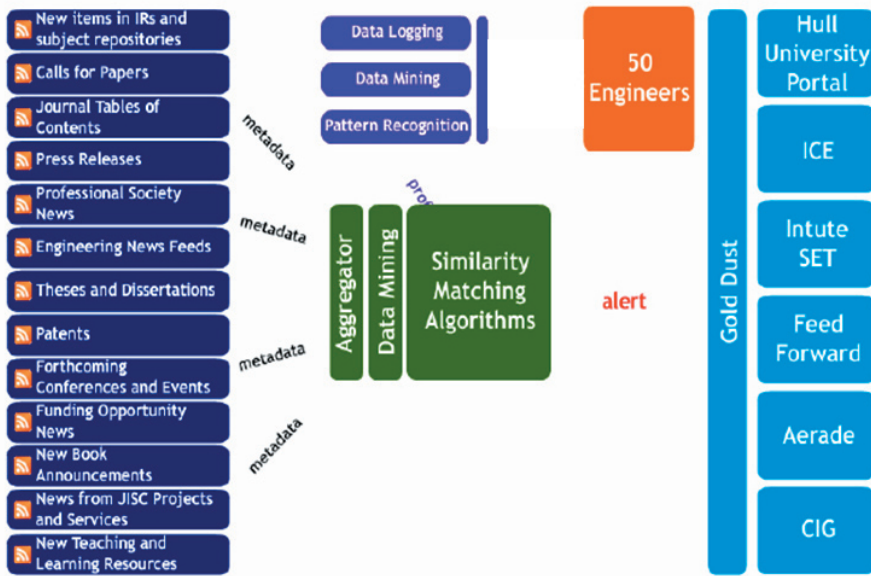 New items in IRs and
subject repositories
Calls for Papers
Journal Tables of
Contents
Press Releases
Professional Society
News
Engineering News Feeds
Theses and Dissertations
Patents
Forthcoming
Conferences and Events
Funding Opportunity
News
New Book
Announcements
News from JISC Projects
and Services
New Teaching and
Learning Resources
metadata
metadata
metadata
metadata
Data Logging
Data Mining
Pattern Recognition
Aggregator
Data Mining
Similarity
Matching
Algorithms
50
Engineers
alert
Gold Dust
Hull
University
Portal
ICE
Intute
SET
Feed
Forward
Aerade
CIG